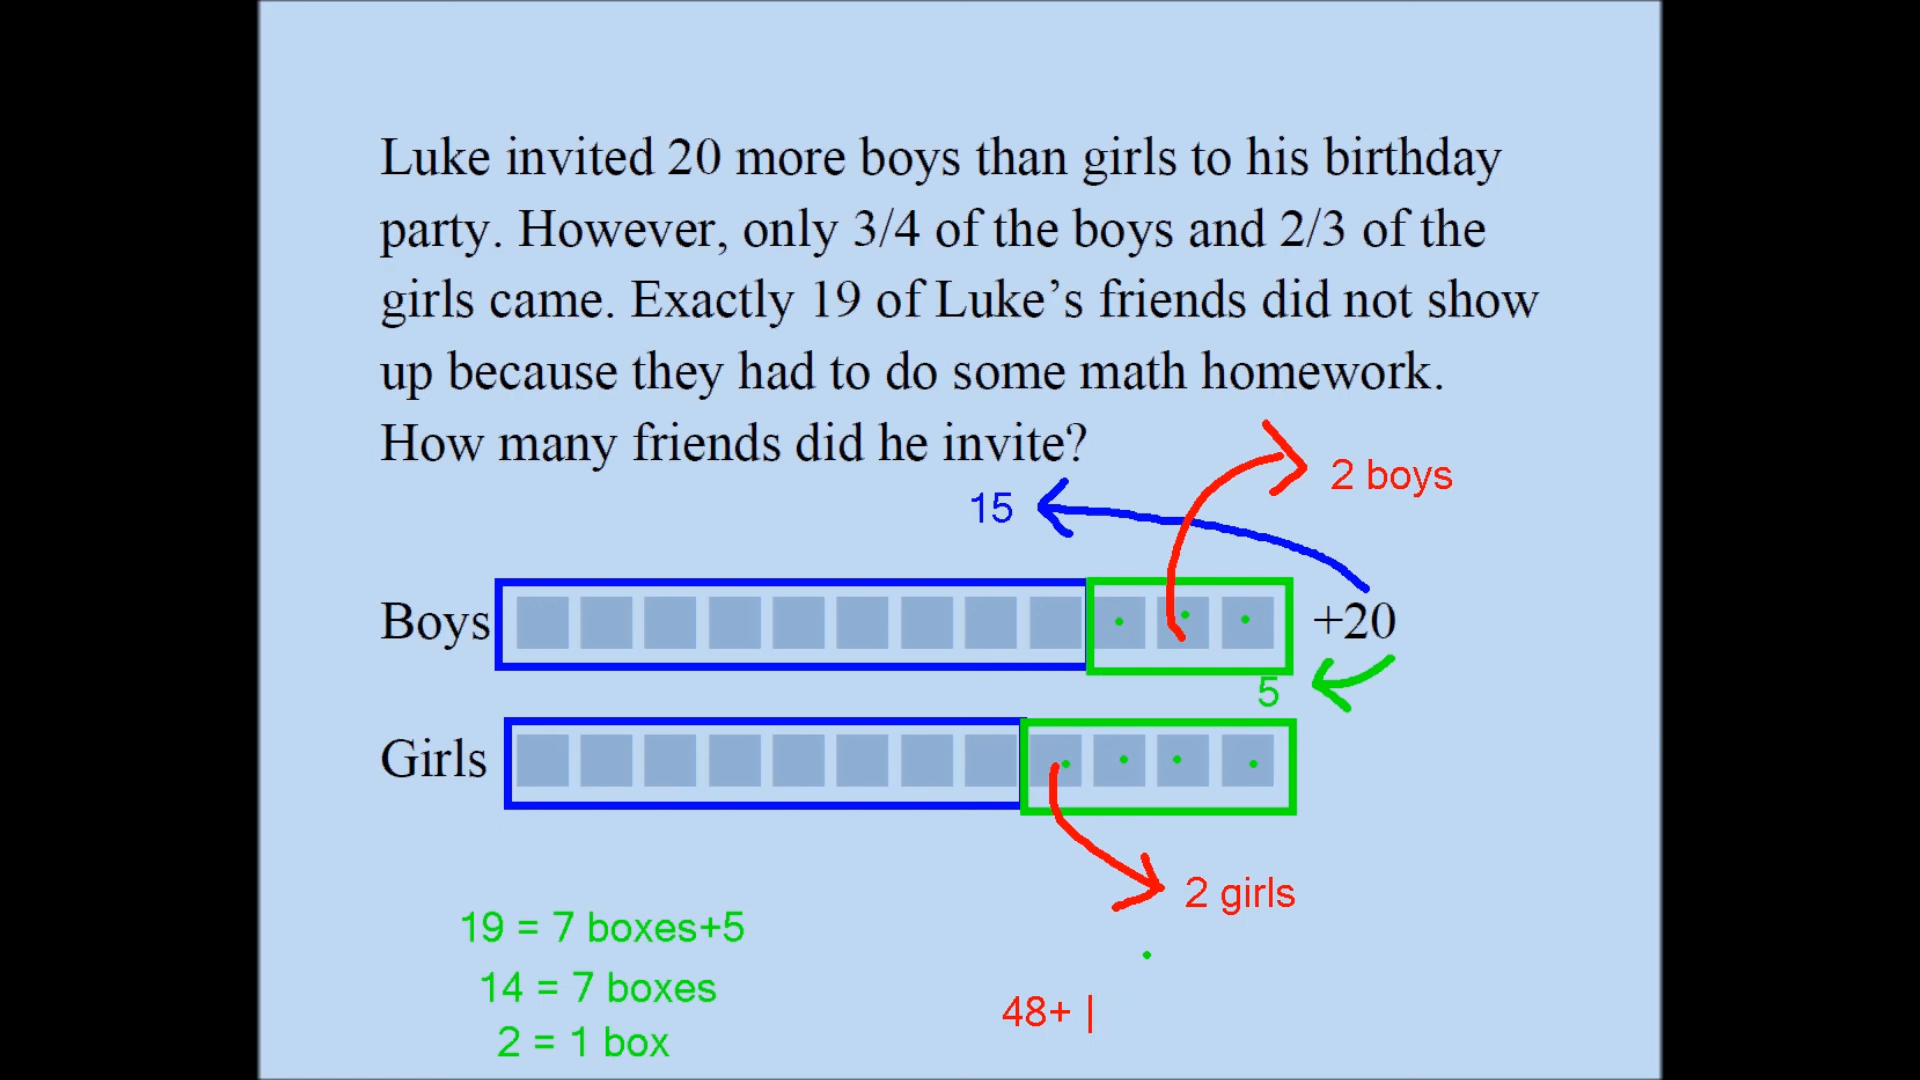 Luke invited 20 more boys than girls to his birthday
party. However, only 3/4 of the boys and 2/3 of the
girls came. Exactly 19 of Luke’s friends did not show
up because they had to do some math homework.
How many friends did he invite?
2 boys
15
Boys
+20
5
Girls
2 girls
19 = 7 boxes+5
14 = 7 boxes
2 = 1 box
48+